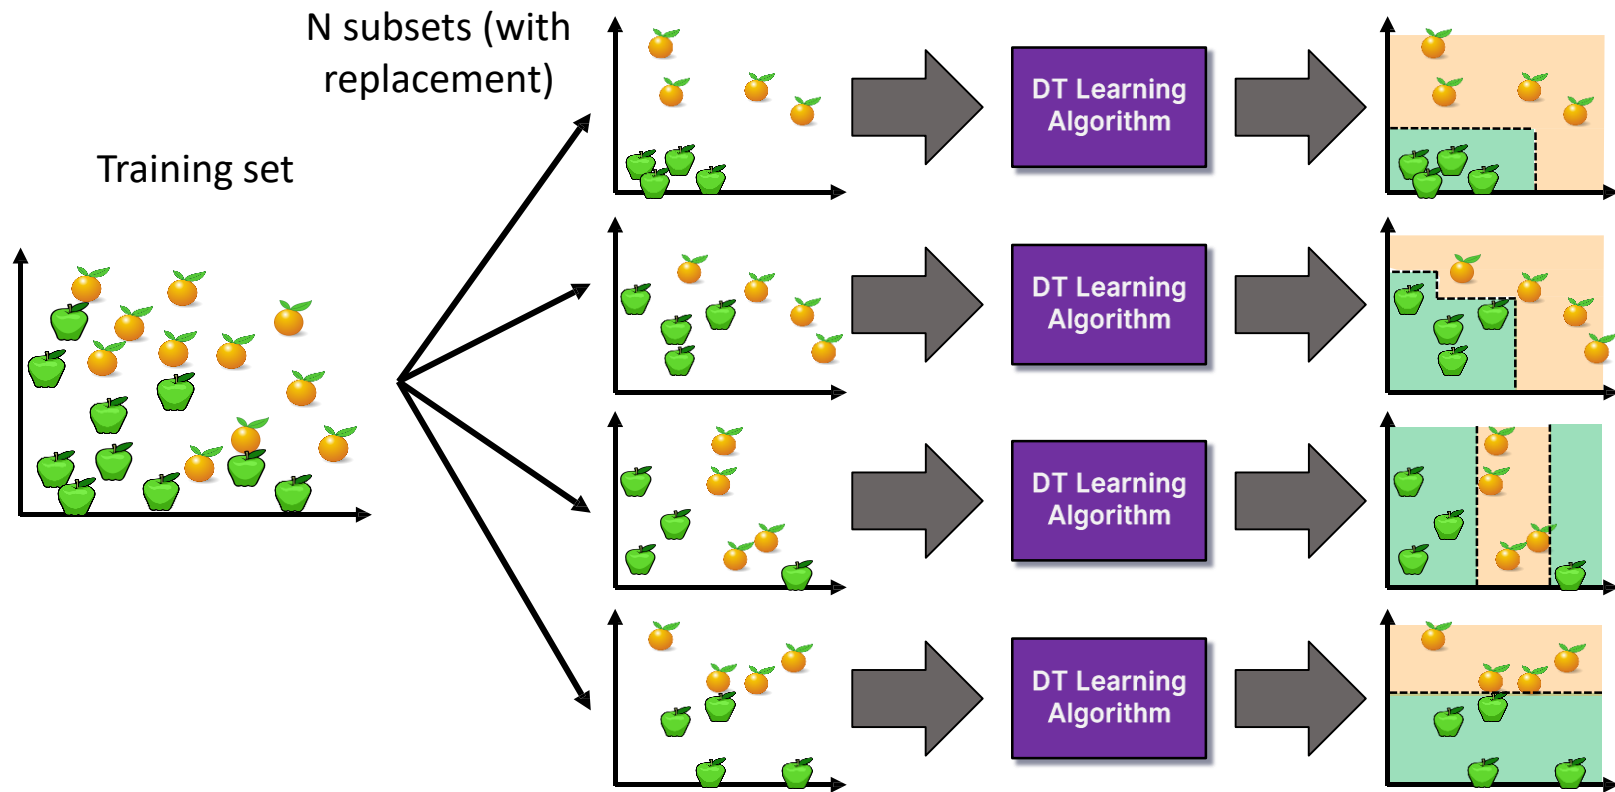 N subsets (with
replacement)
Training set
DT Learning
Algorithm
DT Learning
Algorithm
DT Learning
Algorithm
DT Learning
Algorithm